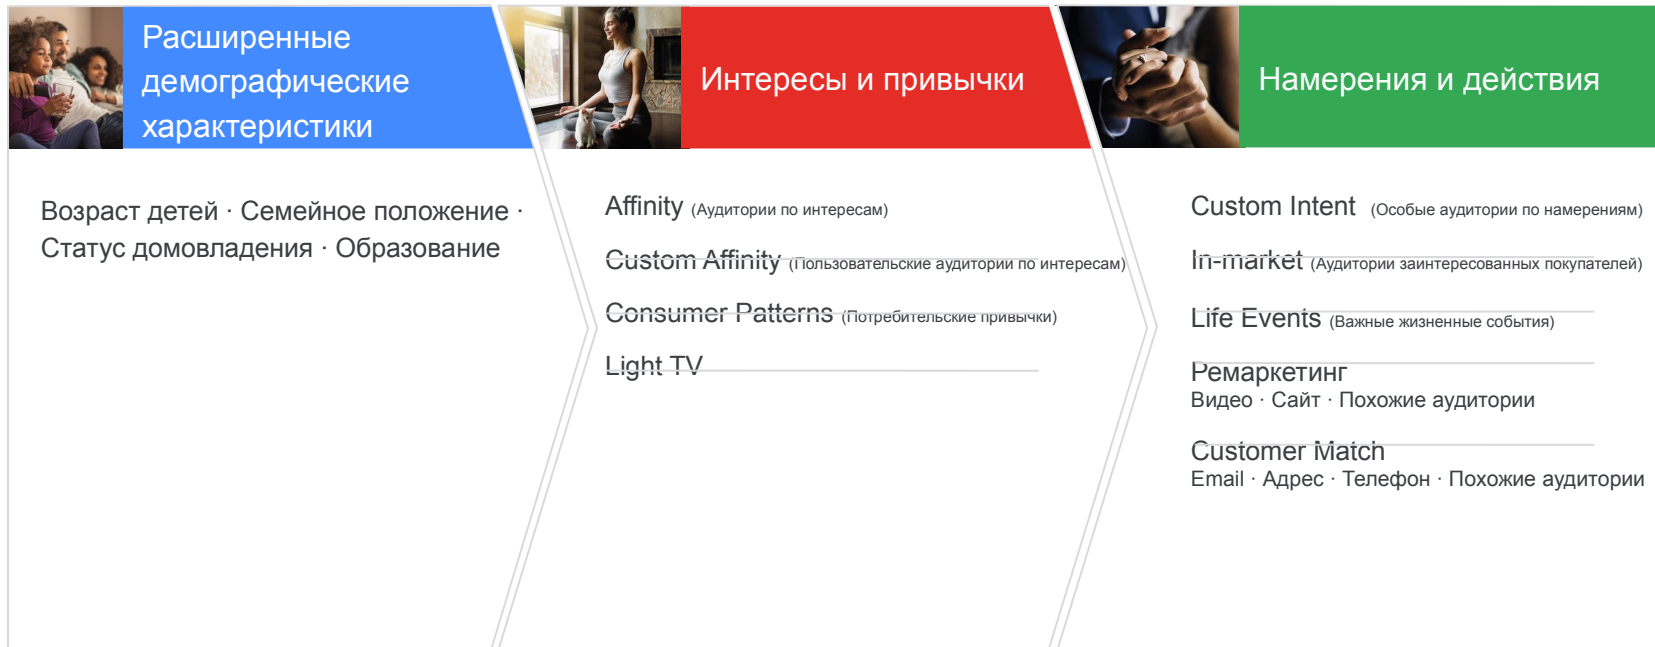 Расширенные
демографические
характеристики
Возраст детей · Семейное положение ·
Статус домовладения · Образование
Интересы и привычки
Affinity (Аудитории по интересам)
Custom Affinity (Пользовательские аудитории по интересам)
Consumer Patterns (Потребительские привычки)
Light TV
Намерения и действия
Custom Intent (Особые аудитории по намерениям)
In-market (Аудитории заинтересованных покупателей)
Life Events (Важные жизненные события)
Ремаркетинг
Видео · Сайт · Похожие аудитории
Customer Match
Email · Адрес · Телефон · Похожие аудитории